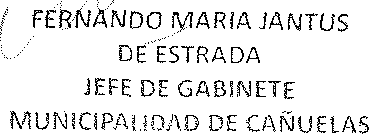 FERNANDO MARIA JANTUS
DE ESTRADA
JEFE DE GABINETE
MUNICIPALIDAD DE CAÑUELAS